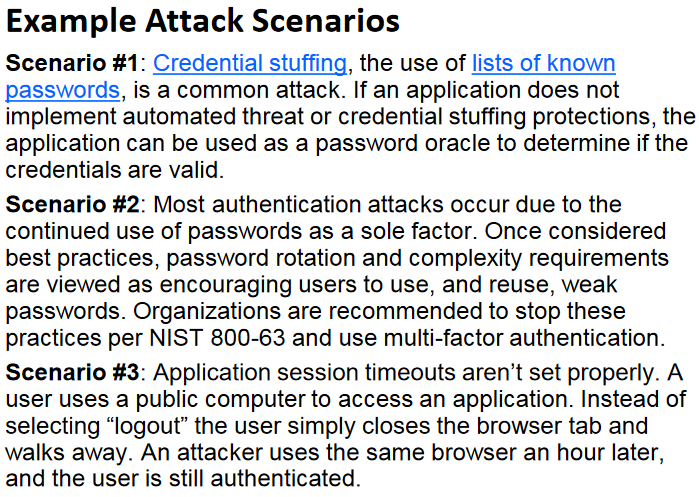 Example Attack Scenarios
Scenario #1: Credential stuffing, the use of lists of known
passwords, is a common attack. If an application does not
implement automated threat or credential stuffing protections, the
application can be used as a password oracle to determine if the
credentials are valid.
Scenario #2: Most authentication attacks occur due to the
continued use of passwords as a sole factor. Once considered
best practices, password rotation and complexity requirements
are viewed as encouraging users to use, and reuse, weak
passwords. Organizations are recommended to stop these
practices per NIST 800-63 and use multi-factor authentication.
Scenario #3: Application session timeouts aren’t set properly. A
user uses a public computer to access an application. Instead of
selecting “logout” the user simply closes the browser tab and
walks away. An attacker uses the same browser an hour later,
and the user is still authenticated.